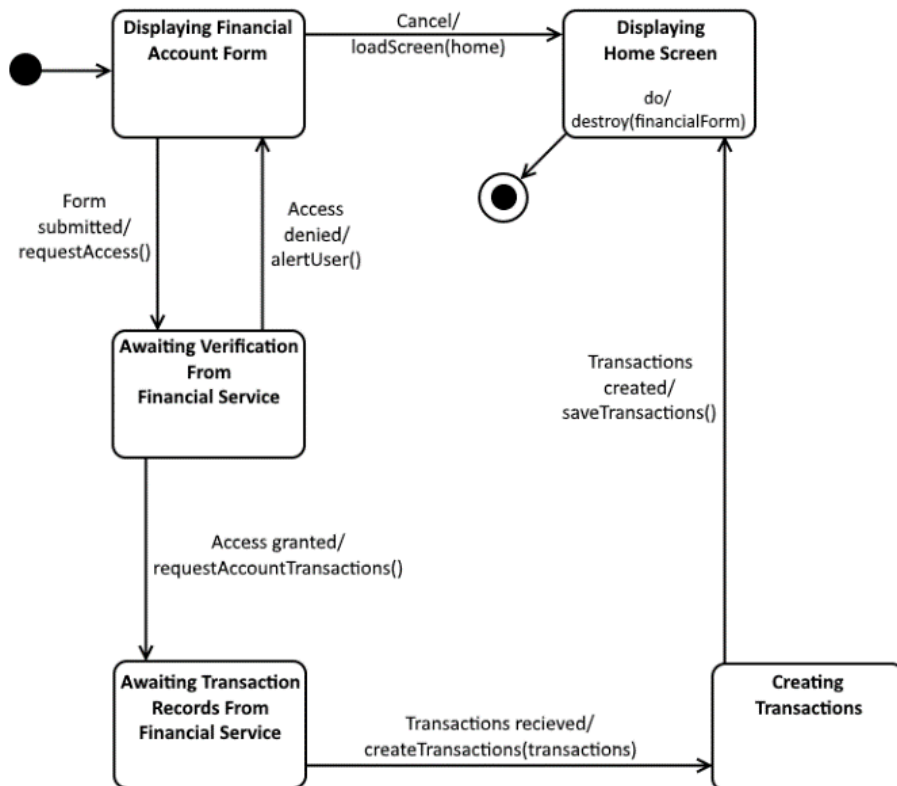 Displaying Financial
Account Form
Cancel/
loadScreen(home)
Displaying
Home Screen
do/
destroy(financialForm)
Form
submitted/
requestAccess()
Access
denied/
alertUser()
Awaiting Verification
From
Financial Service
Transactions
created/
saveTransactions()
Access granted/
requestAccountTransactions()
Awaiting Transaction
Records From
Financial Service
Transactions recieved/
createTransactions(transactions)
Creating
Transactions